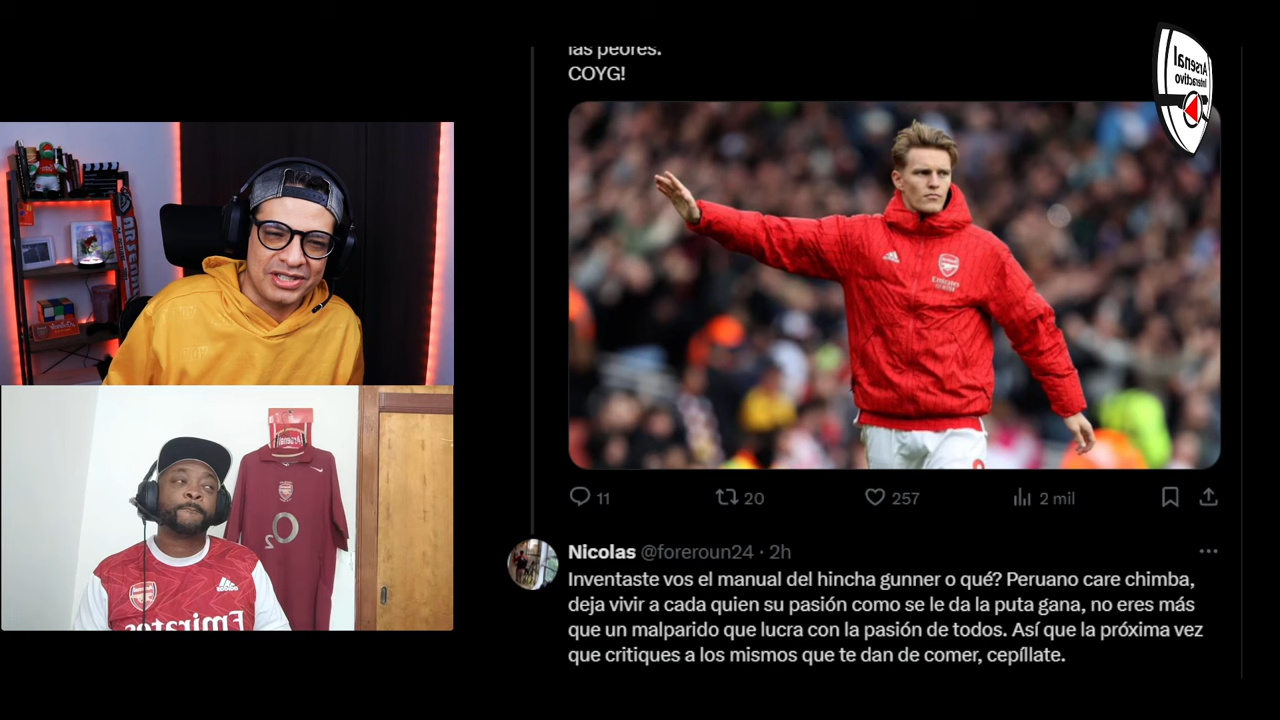 las peores.
COYG!
Arsenal
Interactivo
11
20
257
2 mil
Nicolas @foreroun24 · 2h
Inventaste vos el manual del hincha gunner o qué? Peruano care chimba,
deja vivir a cada quien su pasión como se le da la puta gana, no eres más
que un malparido que lucra con la pasión de todos. Así que la próxima vez
que critiques a los mismos que te dan de comer, cepíllate.
ARSENAL
Arsenal
O2
Emirates